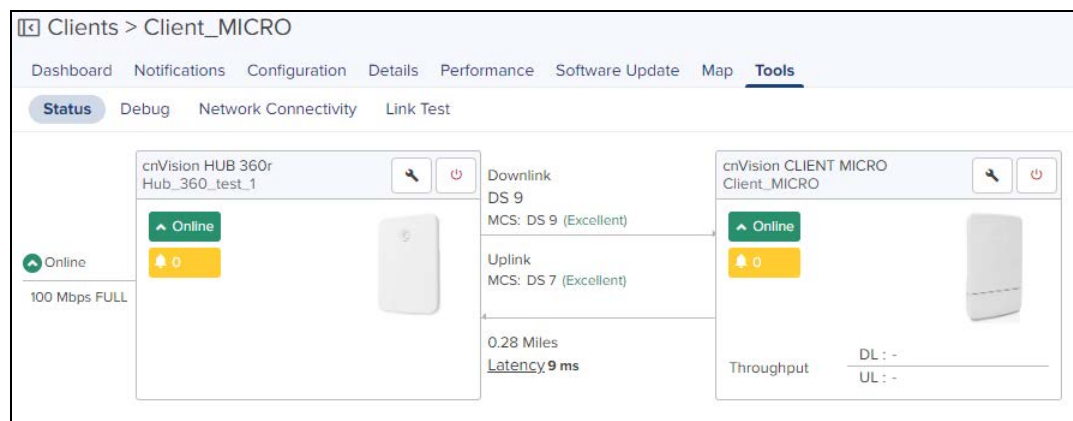 Clients > Client_MICRO
Dashboard Notifications Configuration Details Performance Software Update Map Tools
Status Debug Network Connectivity Link Test
cnVision HUB 360r
Hub_360_test_1
Online
0
Online
100 Mbps FULL
Downlink
DS 9
MCS: DS 9 (Excellent)
Uplink
MCS: DS 7 (Excellent)
0.28 Miles
Latency 9 ms
cnVision CLIENT MICRO
Client_MICRO
Online
0
Throughput
DL : -
UL : -